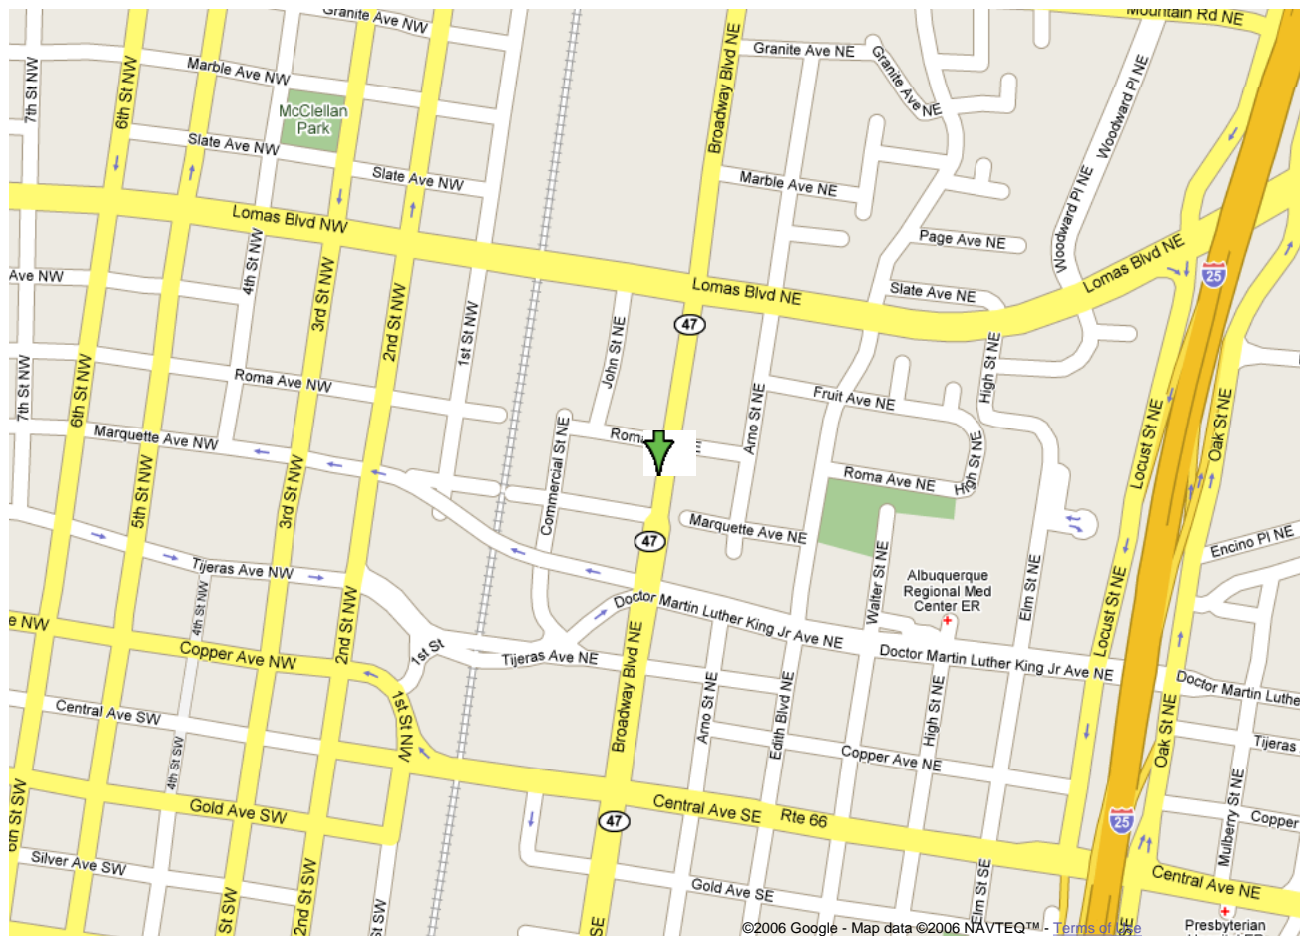 Granite Ave NW
Mountain Rd NE
Granite Ave NE
Granite Ave NE
Broadway Blvd NE
7th St NW
6th St NW
Marble Ave NW
McClellan
Park
Slate Ave NW
Slate Ave NW
Marble Ave NE
Woodward Pl NE
Woodward Pl NE
Lomas Blvd NW
4th St NW
Page Ave NE
Lomas Blvd NE
Ave NW
3rd St NW
2nd St NW
1st St NW
Lomas Blvd NE
Slate Ave NE
25
47
John St NE
High St NE
7th St NW
6th St NW
Roma Ave NW
Arno St NE
Fruit Ave NE
Locust St NE
Oak St NE
Marquette Ave NW
Commercial St NE
Roma
E
Roma Ave NE
High St NE
Hi
5th St NW
3rd St NW
Marquette Ave NE
47
Encino Pl NE
Tijeras Ave NW
4th St NW
2nd St NW
Doctor Martin Luther King Jr Ave NE
Walter St NE
Albuquerque
Regional Med
Center ER
Elm St NE
Locust St NE
e NW
Copper Ave NW
1st St
Tijeras Ave NE
Broadway Blvd NE
Doctor Martin Luther King Jr Ave NE
Doctor Martin Luthe
1st St NW
Arno St NE
Edith Blvd NE
High St NE
Oak St NE
Central Ave SW
4th St SW
Copper Ave NE
Tijeras
6th St SW
Gold Ave SW
47
Central Ave SE
Rte 66
25
Mulberry St NE
Copper
Silver Ave SW
Gold Ave SE
Elm St SE
Central Ave NE
St SW
2nd St SW
St SW
SE
Presbyterian
©2006 Google - Map data ©2006 NAVTEQ™ - Terms of Use